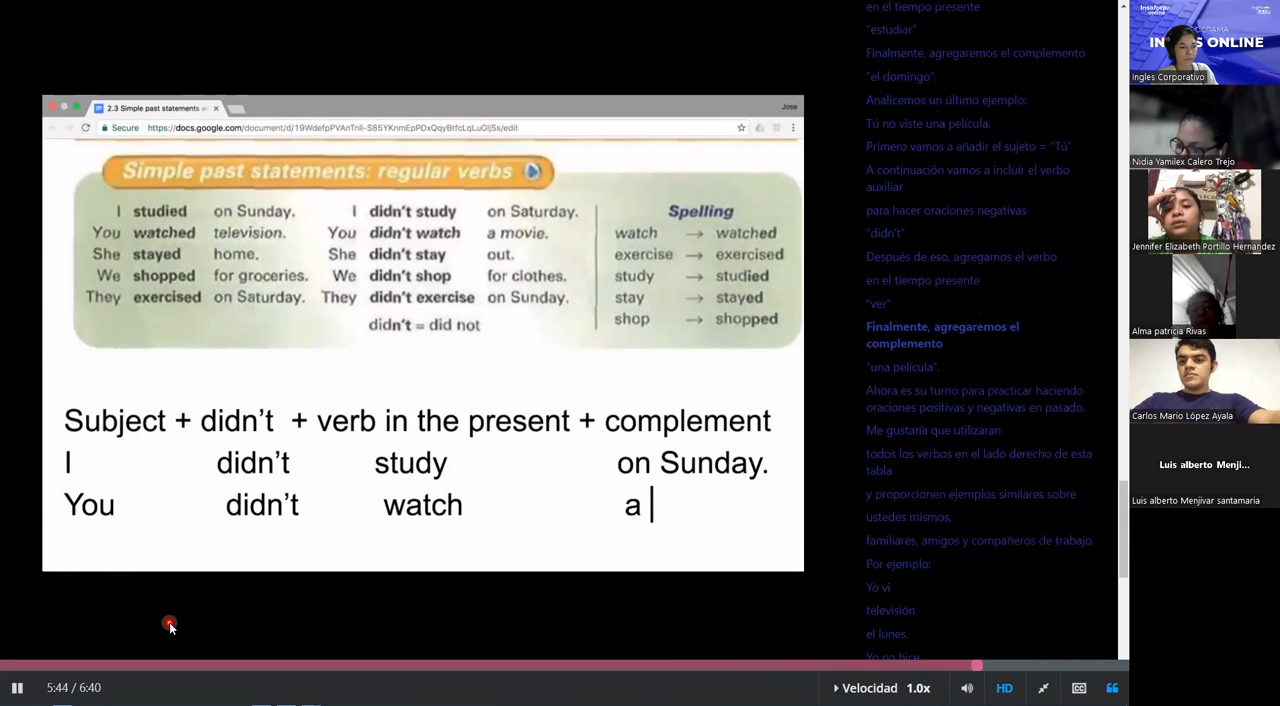 2.3 Simple past statements w
Jose
Secure
https://docs.google.com/document/d/19WdefpPVAnTnli-S85YKnmEpPDxQqyBtfcLqLuGljSs/edit
Simple past statements: regular verbs
I studied on Sunday.
You watched television.
She stayed home.
We shopped for groceries.
They exercised on Saturday.
I didn't study on Saturday.
You didn't watch a movie.
She didn't stay out.
We didn't shop for clothes.
They didn't exercise on Sunday.
didn't = did not
Spelling
watch → watched
exercise → exercised
study → studied
stay → stayed
shop → shopped
Subject + didn't + verb in the present + complement
I didn't study on Sunday.
You didn't watch a
en el tiempo presente
"estudiar"
Finalmente, agregaremos el complemento
"el domingo".
Analicemos un último ejemplo:
Tú no viste una película.
Primero vamos a añadir el sujeto = "Tú"
A continuación vamos a incluir el verbo
auxiliar
para hacer oraciones negativas
"didn't"
Después de eso, agregamos el verbo
en el tiempo presente
"ver"
Finalmente, agregaremos el
complemento
"una película".
Ahora es su turno para practicar haciendo
oraciones positivas y negativas en pasado.
Me gustaría que utilizaran
todos los verbos en el lado derecho de esta
tabla
y proporcionen ejemplos similares sobre
ustedes mismos,
familiares, amigos y compañeros de trabajo.
Por ejemplo:
Yo vi
televisión
el lunes.
Yo no hice
5:44 / 6:40
Velocidad 1.0x
HD
CC
ONLINE
Ingles Corporativo
Nidia Yamilex Calero Trejo
Jennifer Elizabeth Portillo Hernandez
Alma patricia Rivas
Carlos Mario López Ayala
Luis alberto Menji...
Luis alberto Menjivar santamaria